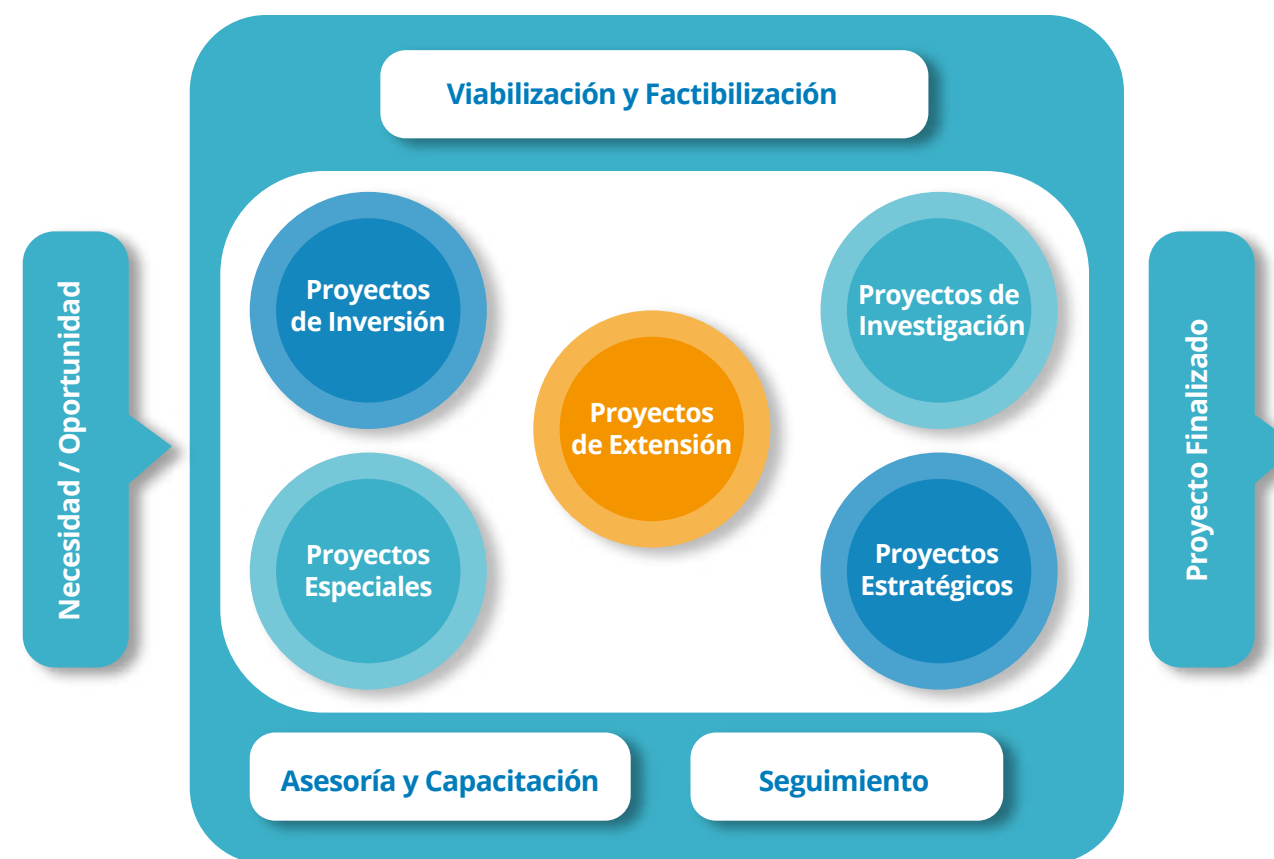 Viabilización y Factibilización
Necesidad / Oportunidad
Proyectos
de Inversión
Proyectos
de Extensión
Proyectos de
Investigación
Proyectos
Especiales
Proyectos
Estratégicos
Proyecto Finalizado
Asesoría y Capacitación
Seguimiento